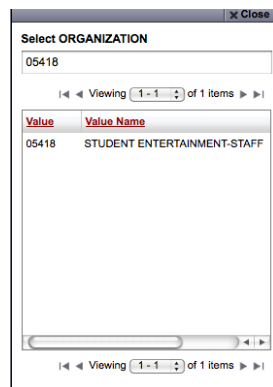 Close
Select ORGANIZATION
05418
Viewing 1 - 1 of 1 items
Value Value Name
05418 STUDENT ENTERTAINMENT-STAFF
Viewing 1 - 1 of 1 items